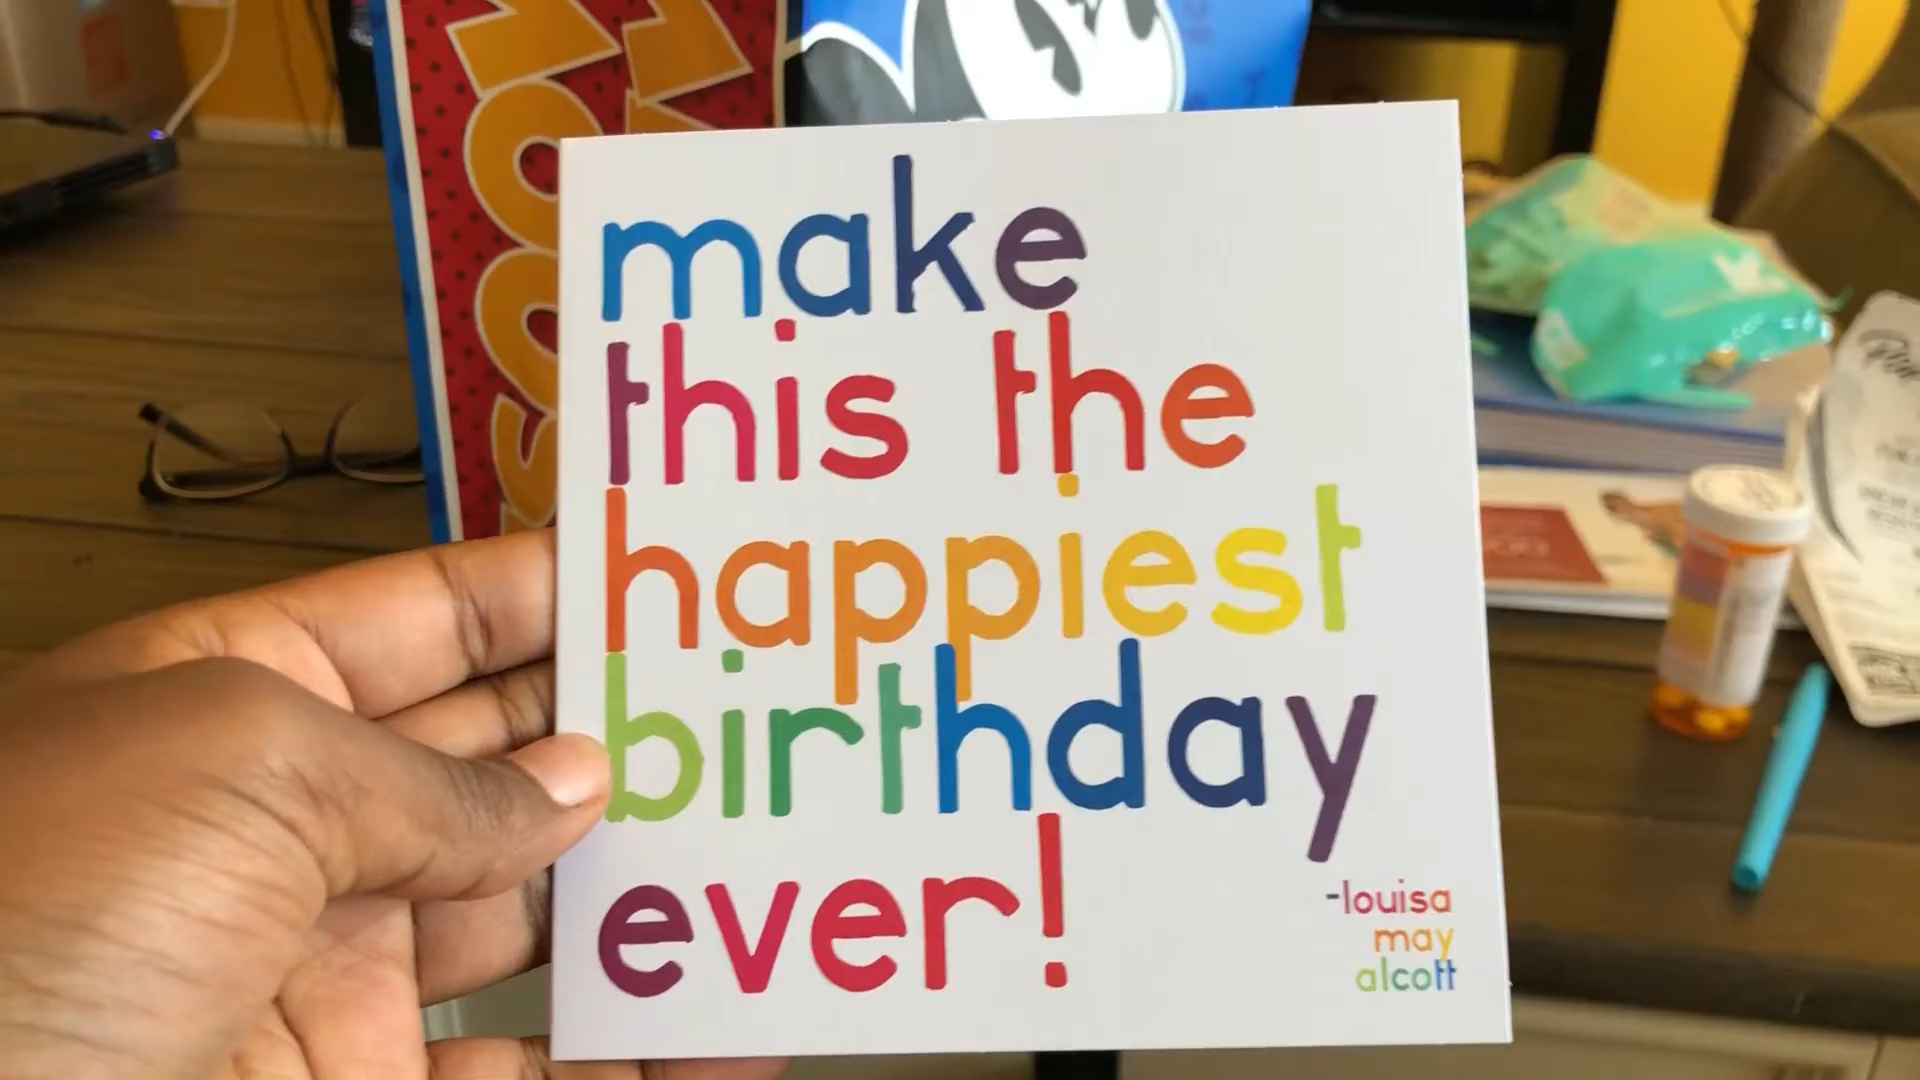 make
this the
happiest
birthday
ever!
-louisa
may
alcott